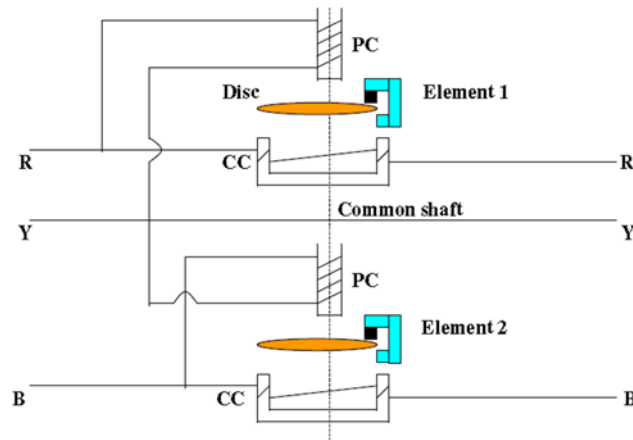 PC
Disc Element 1
R CC R
Common shaft
Y Y
PC
Element 2
B CC B